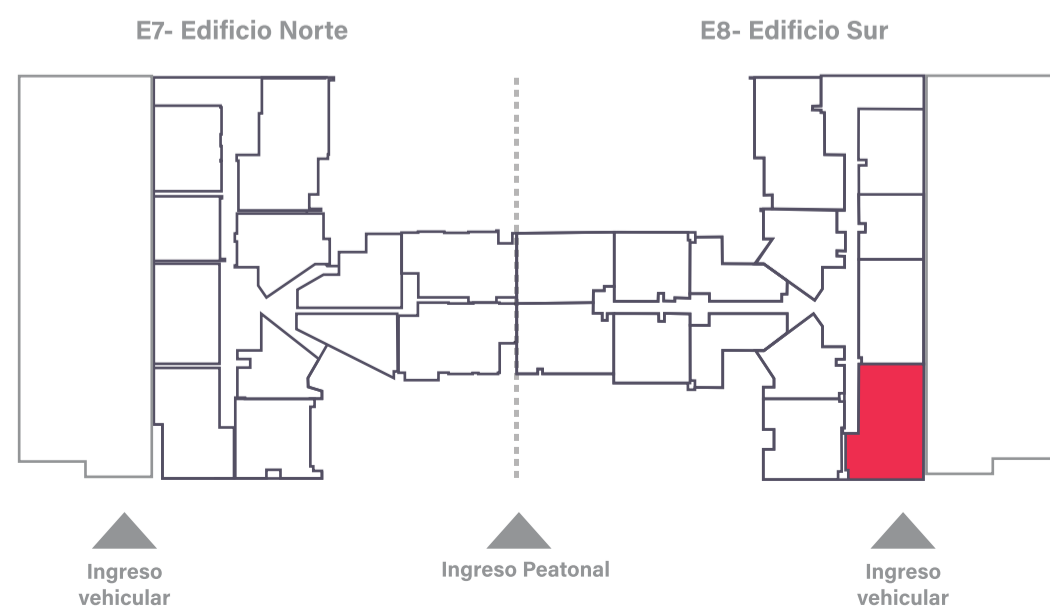 E7- Edificio Norte
E8- Edificio Sur
Ingreso
vehicular
Ingreso Peatonal
Ingreso
vehicular